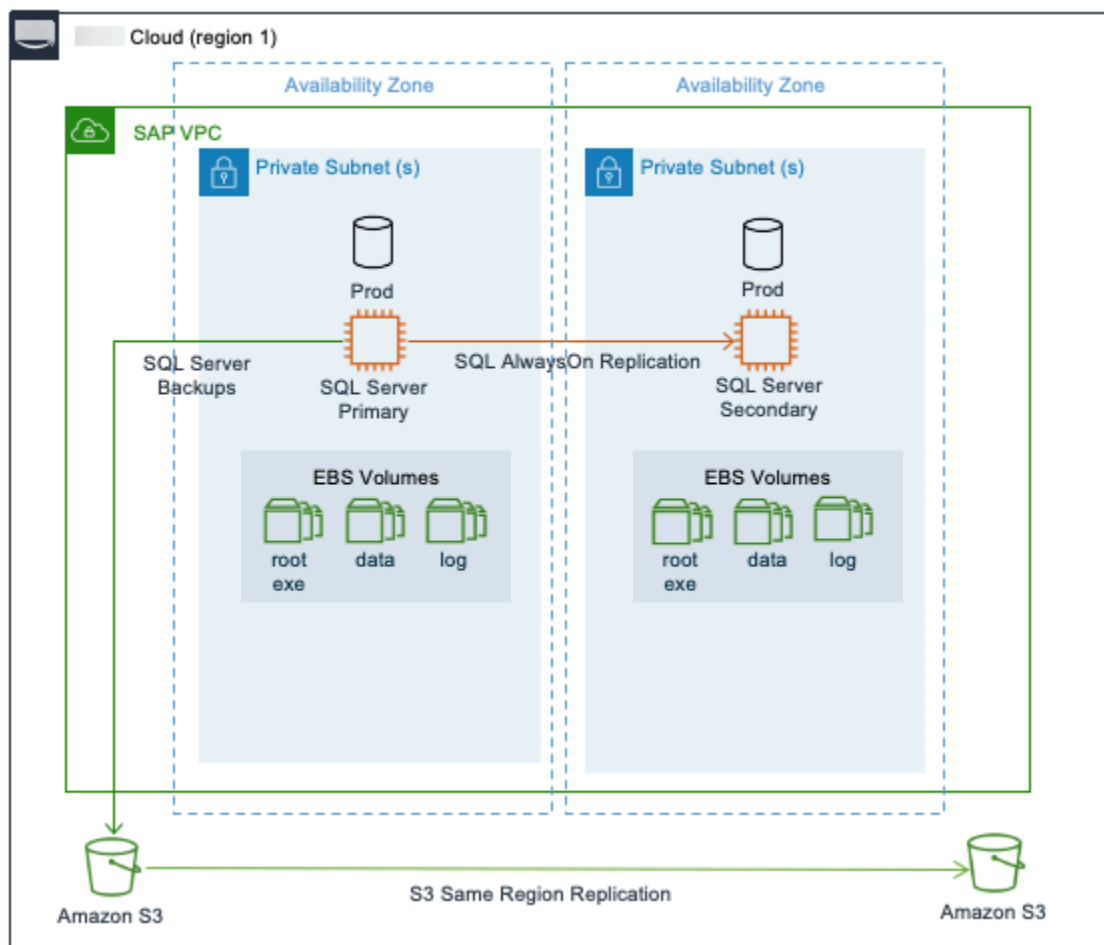 Cloud (region 1)
Availability Zone
Availability Zone
SAP VPC
Private Subnet (s)
Private Subnet (s)
Prod
Prod
SQL Server
Backups
SQL Server
Primary
SQL AlwaysOn Replication
SQL Server
Secondary
EBS Volumes
EBS Volumes
root
exe
data
log
root
exe
data
log
Amazon S3
S3 Same Region Replication
Amazon S3